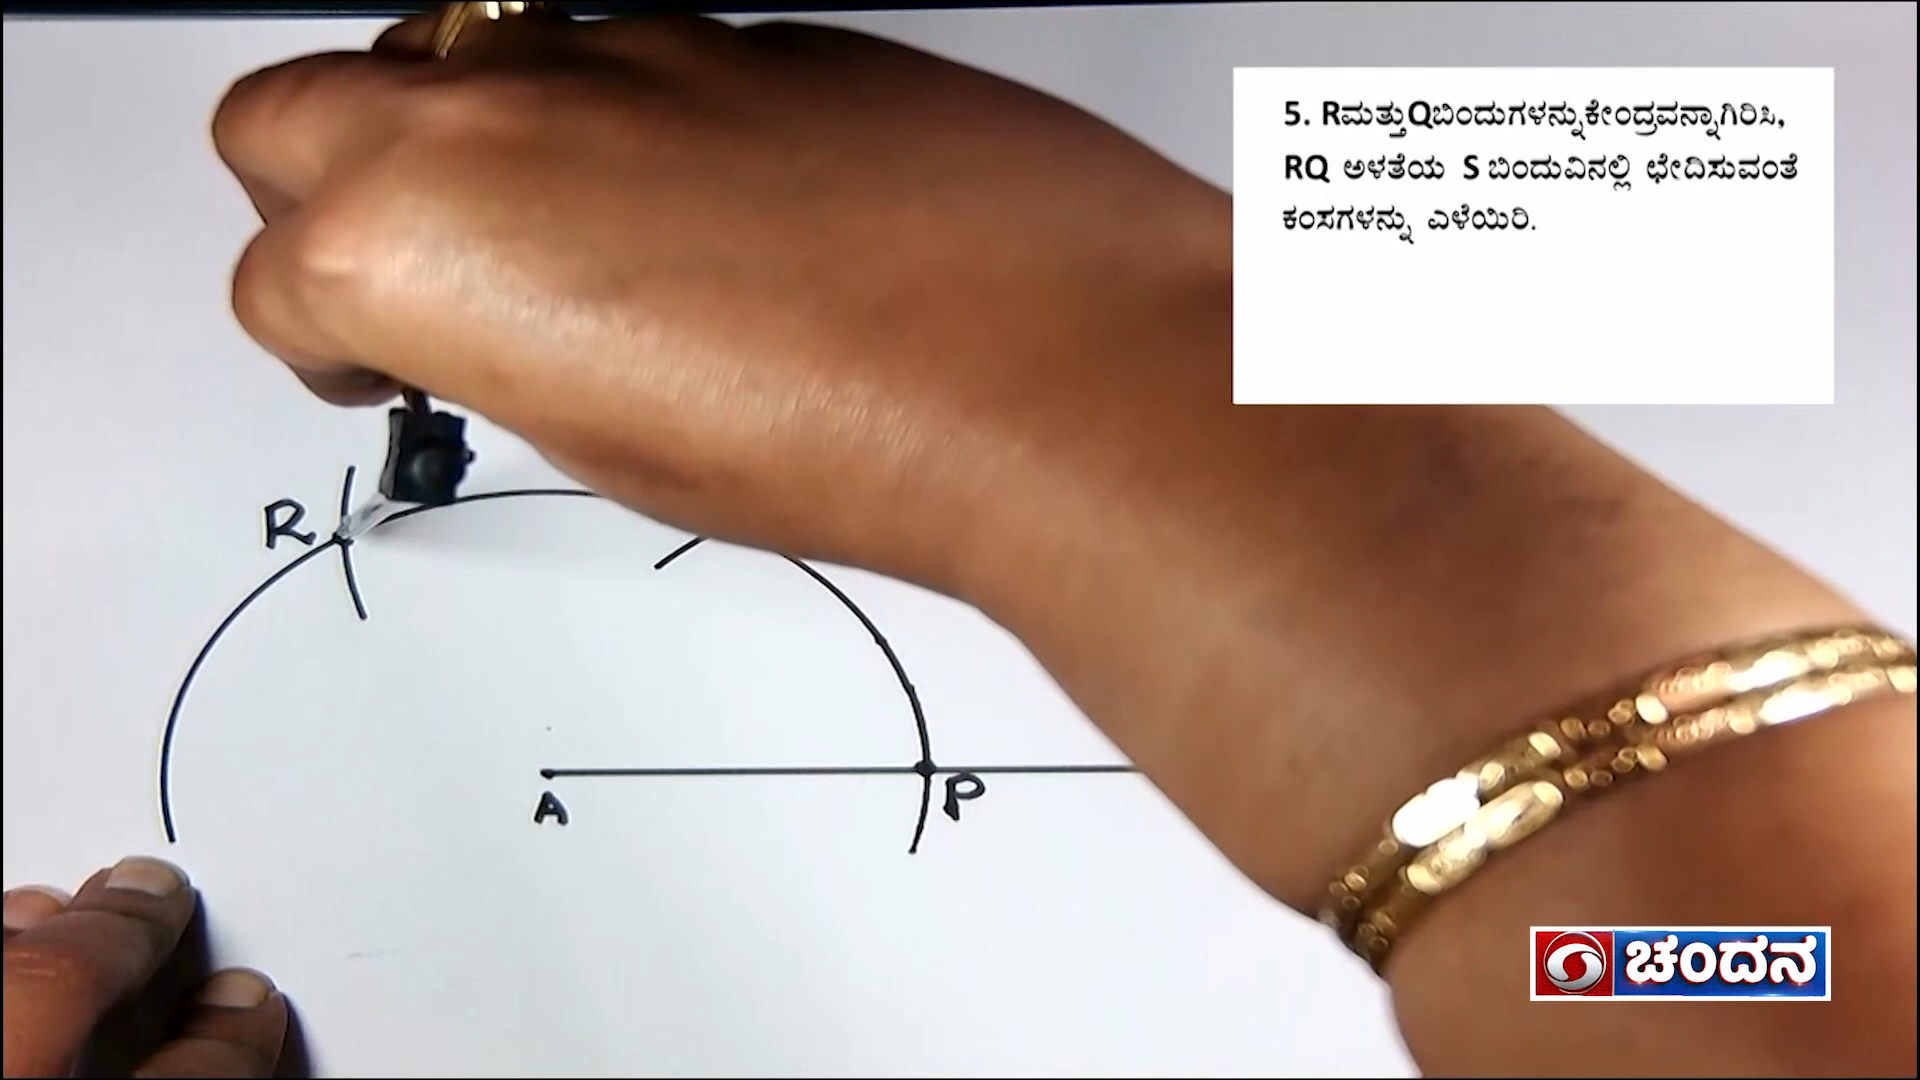 5. Rಮತ್ತುQಬಿಂದುಗಳನ್ನುಕೇಂದ್ರವನ್ನಾಗಿರಿಸಿ,
RQ ಅಳತೆಯ S ಬಿಂದುವಿನಲ್ಲಿ ಛೇದಿಸುವಂತೆ
ಕಂಸಗಳನ್ನು ಎಳೆಯಿರಿ.
R
A
P
ಚಂದನ